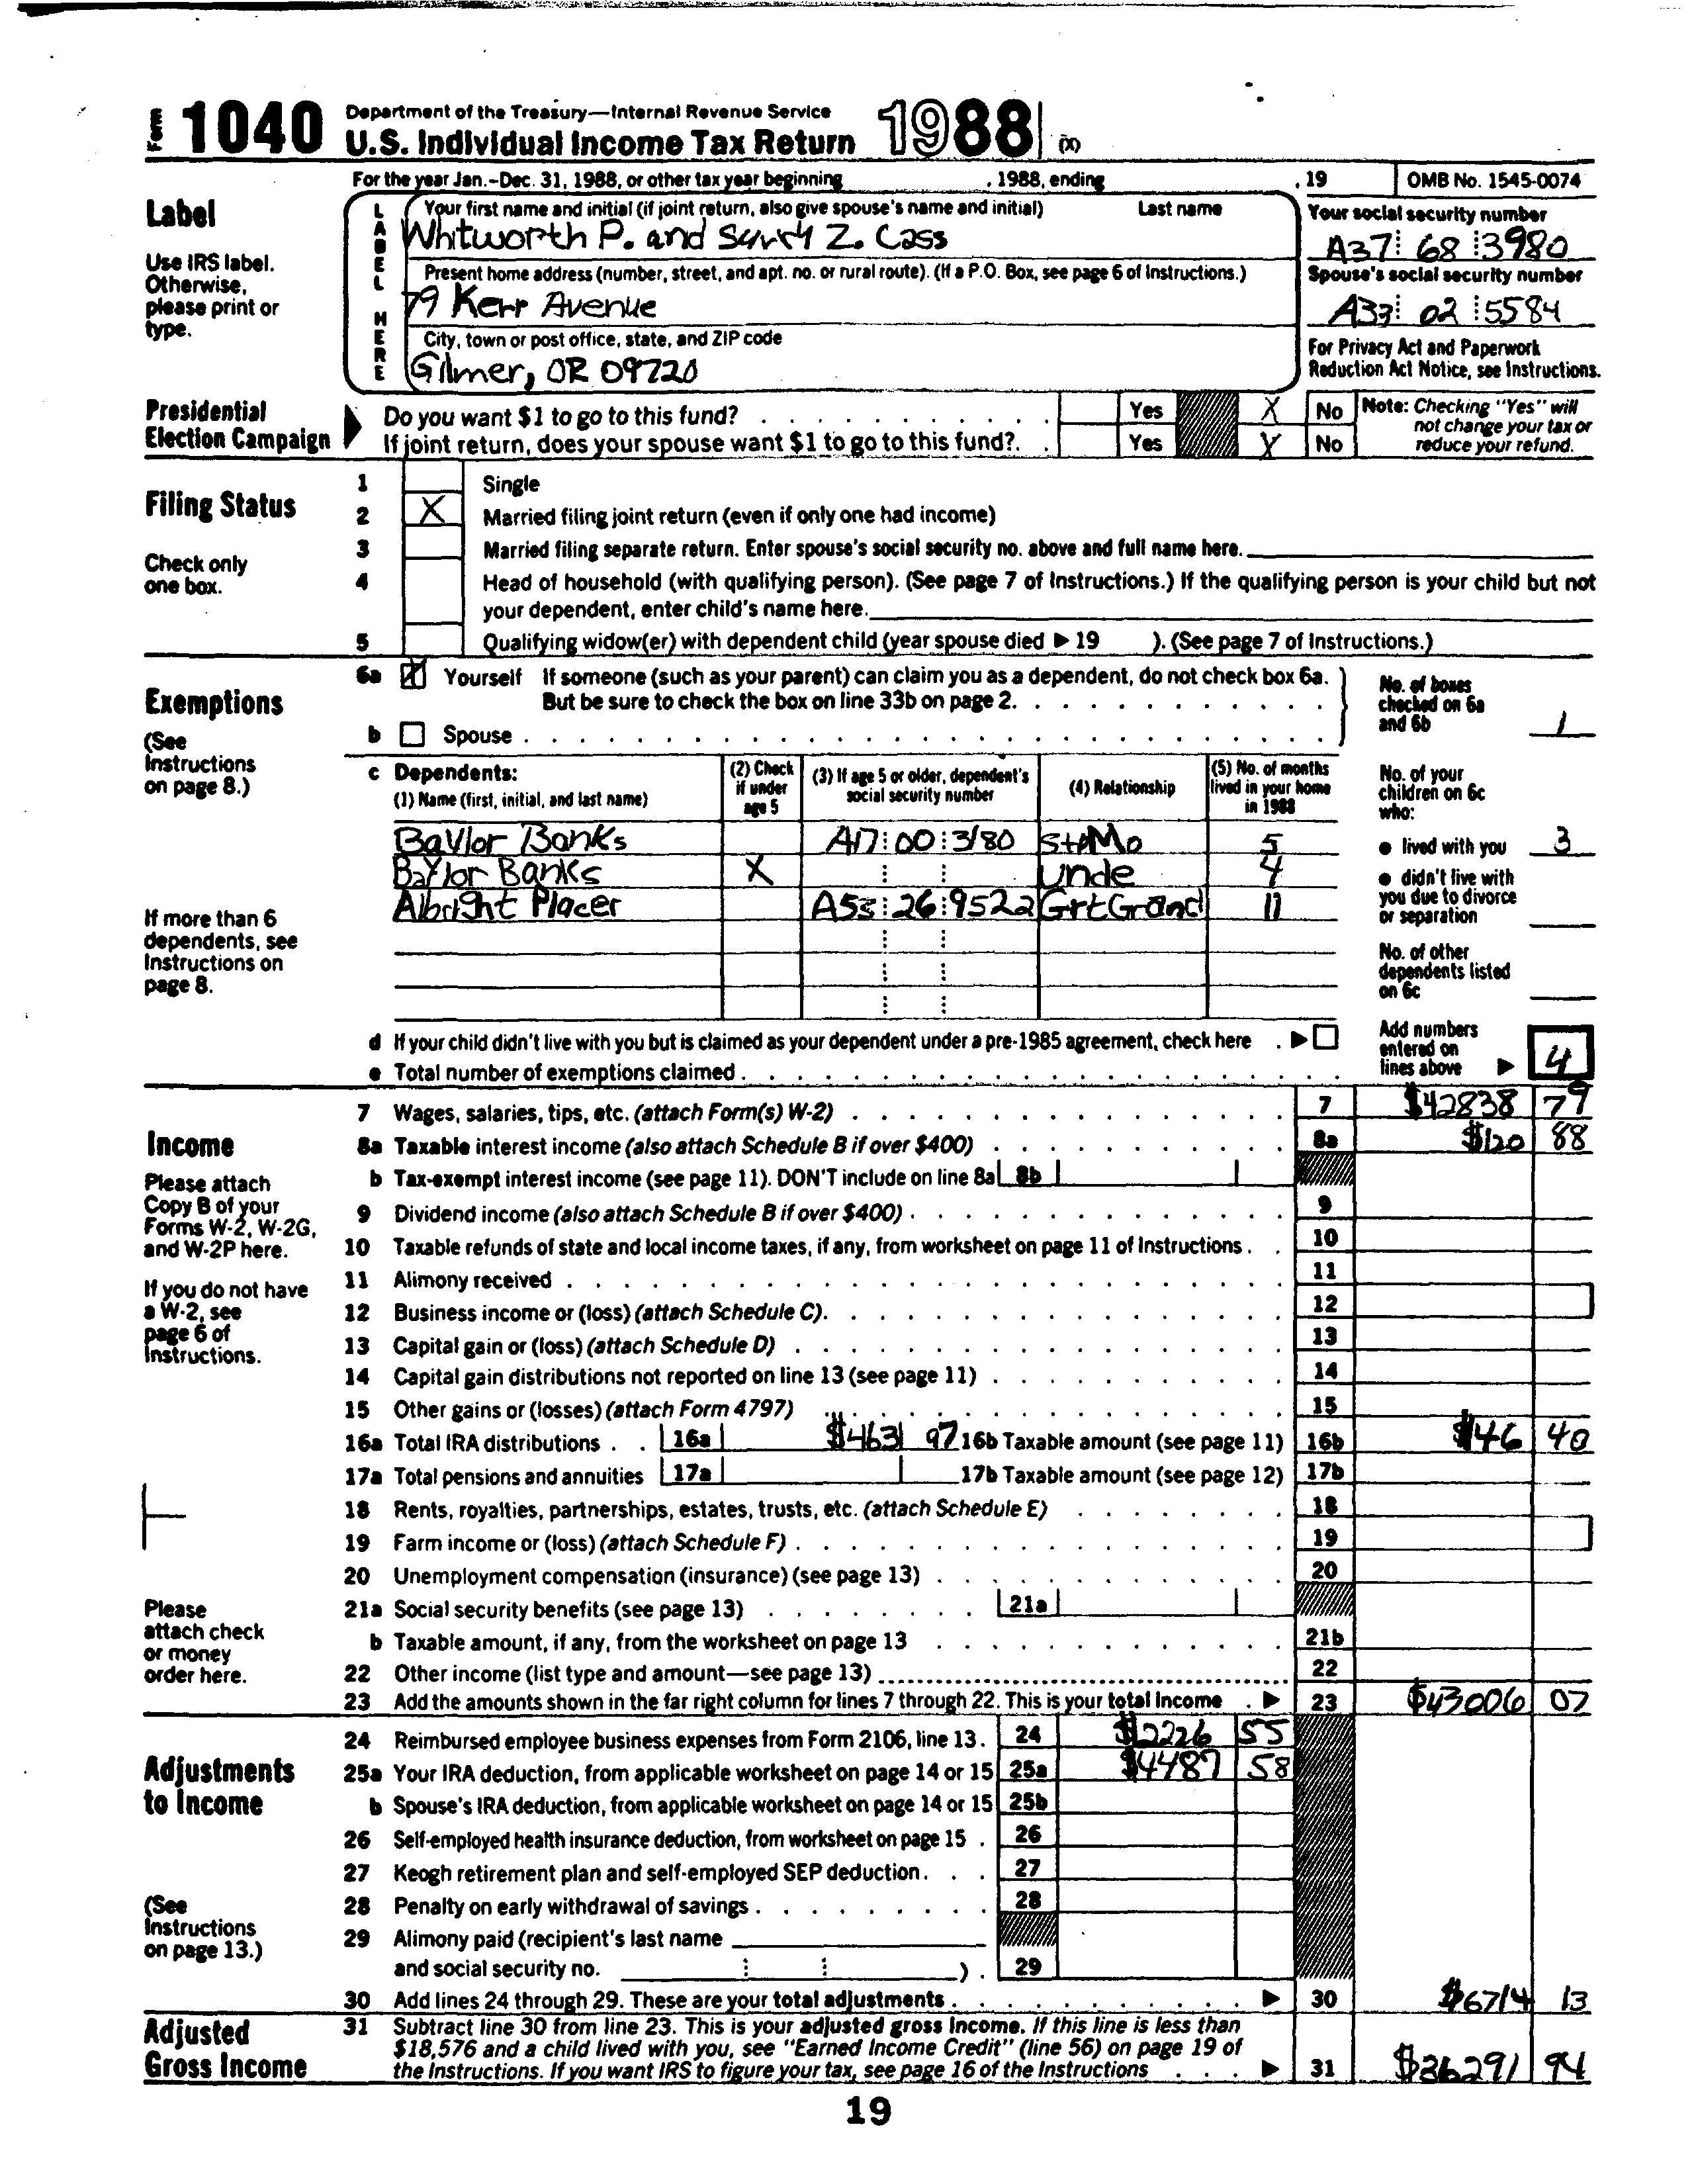 Form 1040 Department of the Treasury—Internal Revenue Service
U.S. Individual Income Tax Return 1988 (X)
For the year Jan.-Dec. 31, 1988, or other tax year beginning , 1988, ending , 19 OMB No. 1545-0074
Label
Use IRS label. Otherwise, please print or type.
LABEL HERE
Your first name and initial (if joint return, also give spouse's name and initial) Last name
Whitworth P. and Z. Cass
Your social security number
A37 68 3980
Present home address (number, street, and apt. no. or rural route). (If a P.O. Box, see page 6 of Instructions.)
79 Kerr Avenue
Spouse's social security number
A33 02 5584
City, town or post office, state, and ZIP code
Gilmer, OR 09720
For Privacy Act and Paperwork Reduction Act Notice, see Instructions.
Presidential Election Campaign
Do you want $1 to go to this fund? Yes X No
If joint return, does your spouse want $1 to go to this fund? Yes X No
Note: Checking "Yes" will not change your tax or reduce your refund.
Filing Status
Check only one box.
1 Single
2 X Married filing joint return (even if only one had income)
3 Married filing separate return. Enter spouse's social security no. above and full name here.
4 Head of household (with qualifying person). (See page 7 of Instructions.) If the qualifying person is your child but not
your dependent, enter child's name here.
5 Qualifying widow(er) with dependent child (year spouse died ▶ 19 ). (See page 7 of Instructions.)
Exemptions
(See Instructions on page 8.)
6a X Yourself If someone (such as your parent) can claim you as a dependent, do not check box 6a.
But be sure to check the box on line 33b on page 2.
b Spouse
No. of boxes checked on 6a and 6b 1
c Dependents:
(1) Name (first, initial, and last name) (2) Check if under age 5 (3) If age 5 or older, dependent's social security number (4) Relationship (5) No. of months lived in your home in 1988
Baylor Banks A17 00 3180 StpMo 5
Baylor Banks X Uncle 4
Albright Placer A53 26 9522 GrtGrand 11
No. of your children on 6c who:
● lived with you 3
● didn't live with you due to divorce or separation
No. of other dependents listed on 6c
If more than 6 dependents, see Instructions on page 8.
d If your child didn't live with you but is claimed as your dependent under a pre-1985 agreement, check here ▶
e Total number of exemptions claimed
Add numbers entered on lines above ▶ 4
Income
Please attach Copy B of your Forms W-2, W-2G, and W-2P here.
If you do not have a W-2, see page 6 of Instructions.
Please attach check or money order here.
7 Wages, salaries, tips, etc. (attach Form(s) W-2) 7 $42838 79
8a Taxable interest income (also attach Schedule B if over $400) 8a $120 88
b Tax-exempt interest income (see page 11). DON'T include on line 8a 8b
9 Dividend income (also attach Schedule B if over $400) 9
10 Taxable refunds of state and local income taxes, if any, from worksheet on page 11 of Instructions 10
11 Alimony received 11
12 Business income or (loss) (attach Schedule C) 12
13 Capital gain or (loss) (attach Schedule D) 13
14 Capital gain distributions not reported on line 13 (see page 11) 14
15 Other gains or (losses) (attach Form 4797) 15
16a Total IRA distributions 16a $463 97 16b Taxable amount (see page 11) 16b $46 40
17a Total pensions and annuities 17a 17b Taxable amount (see page 12) 17b
18 Rents, royalties, partnerships, estates, trusts, etc. (attach Schedule E) 18
19 Farm income or (loss) (attach Schedule F) 19
20 Unemployment compensation (insurance) (see page 13) 20
21a Social security benefits (see page 13) 21a
b Taxable amount, if any, from the worksheet on page 13 21b
22 Other income (list type and amount—see page 13) 22
23 Add the amounts shown in the far right column for lines 7 through 22. This is your total income ▶ 23 $43006 07
Adjustments to Income
(See Instructions on page 13.)
24 Reimbursed employee business expenses from Form 2106, line 13. 24 $2226 55
25a Your IRA deduction, from applicable worksheet on page 14 or 15 25a $4487 58
b Spouse's IRA deduction, from applicable worksheet on page 14 or 15 25b
26 Self-employed health insurance deduction, from worksheet on page 15 26
27 Keogh retirement plan and self-employed SEP deduction 27
28 Penalty on early withdrawal of savings 28
29 Alimony paid (recipient's last name
and social security no. ) 29
30 Add lines 24 through 29. These are your total adjustments ▶ 30 $6714 13
Adjusted Gross Income
31 Subtract line 30 from line 23. This is your adjusted gross income. If this line is less than
$18,576 and a child lived with you, see "Earned Income Credit" (line 56) on page 19 of
the Instructions. If you want IRS to figure your tax, see page 16 of the Instructions ▶ 31 $36291 94
19